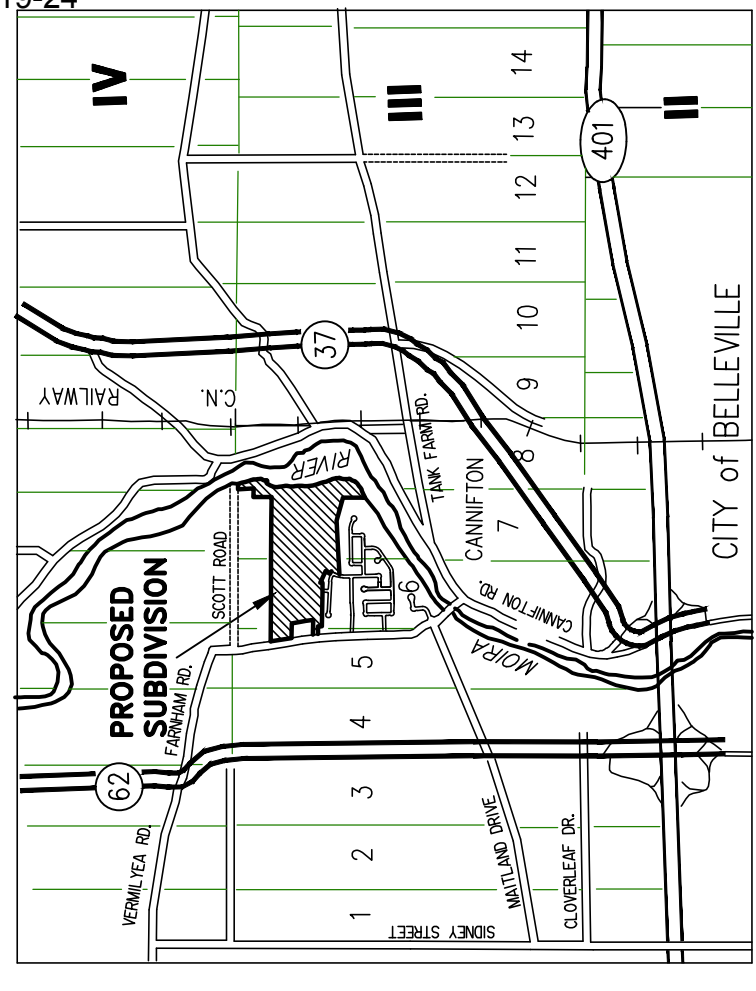 19-24
IV
III
II
14
13
12
11
10
9
8
7
6
5
4
3
2
1
401
37
62
C.N. RAILWAY
MOIRA RIVER
TANK FARM RD.
CANNIFTON
CANNIFTON RD.
SCOTT ROAD
PROPOSED
SUBDIVISION
FARNHAM RD.
VERMILYEA RD.
MAITLAND DRIVE
CLOVERLEAF DR.
SIDNEY STREET
CITY of BELLEVILLE